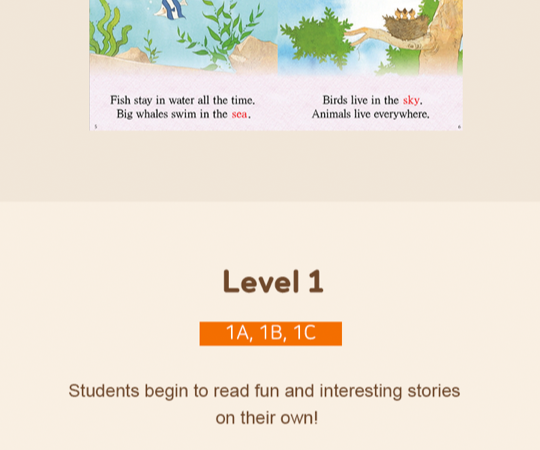 Fish stay in water all the time.
Big whales swim in the sea.
5
Birds live in the sky.
Animals live everywhere.
6
Level 1
1A, 1B, 1C
Students begin to read fun and interesting stories
on their own!